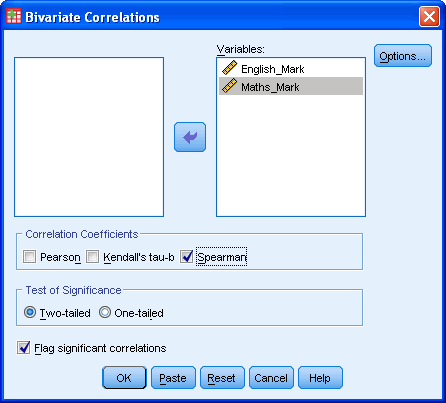 Bivariate Correlations
Variables:
Options...
English_Mark
Maths_Mark
Correlation Coefficients
Pearson Kendall's tau-b Spearman
Test of Significance
Two-tailed One-tailed
Flag significant correlations
OK Paste Reset Cancel Help